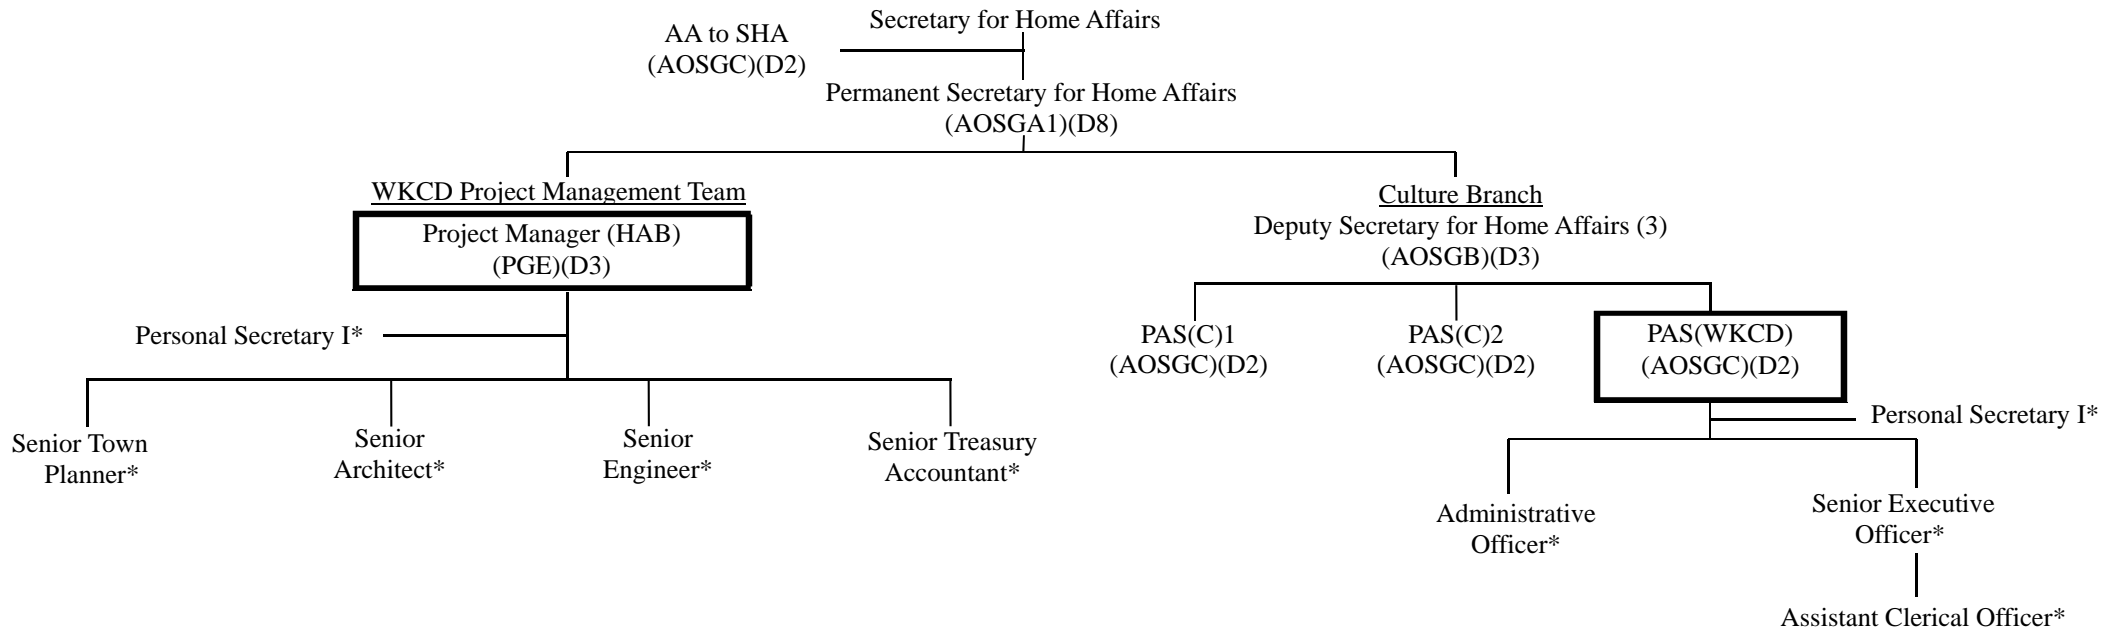 Secretary for Home Affairs
AA to SHA
(AOSGC)(D2)
Permanent Secretary for Home Affairs
(AOSGA1)(D8)
WKCD Project Management Team
Project Manager (HAB)
(PGE)(D3)
Personal Secretary I*
Senior Town
Planner*
Senior
Architect*
Senior
Engineer*
Senior Treasury
Accountant*
Culture Branch
Deputy Secretary for Home Affairs (3)
(AOSGB)(D3)
PAS(C)1
(AOSGC)(D2)
PAS(C)2
(AOSGC)(D2)
PAS(WKCD)
(AOSGC)(D2)
Personal Secretary I*
Administrative
Officer*
Senior Executive
Officer*
Assistant Clerical Officer*